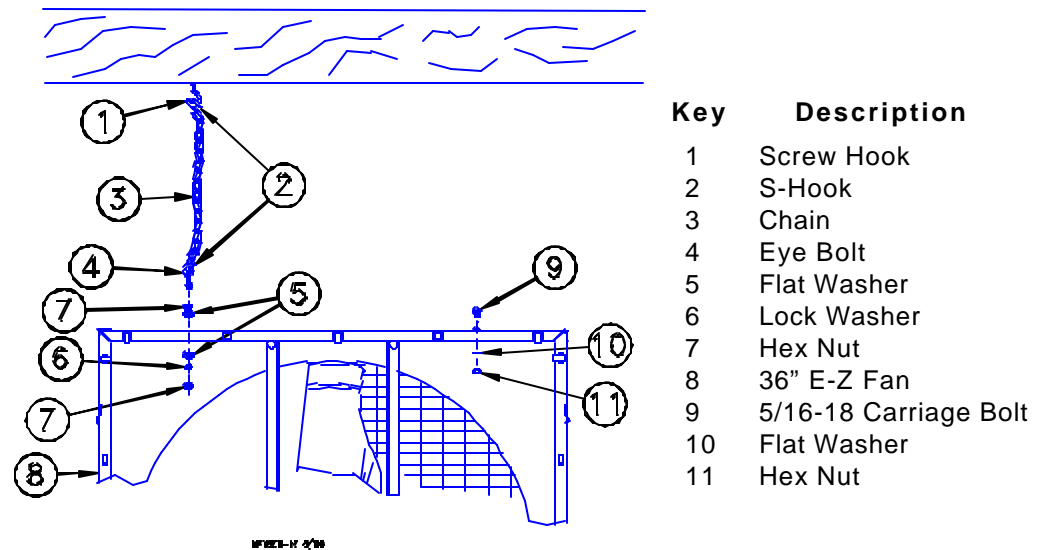 Key Description
1 Screw Hook
2 S-Hook
3 Chain
4 Eye Bolt
5 Flat Washer
6 Lock Washer
7 Hex Nut
8 36” E-Z Fan
9 5/16-18 Carriage Bolt
10 Flat Washer
11 Hex Nut
1
2
3
4
9
7
5
10
6
11
7
8